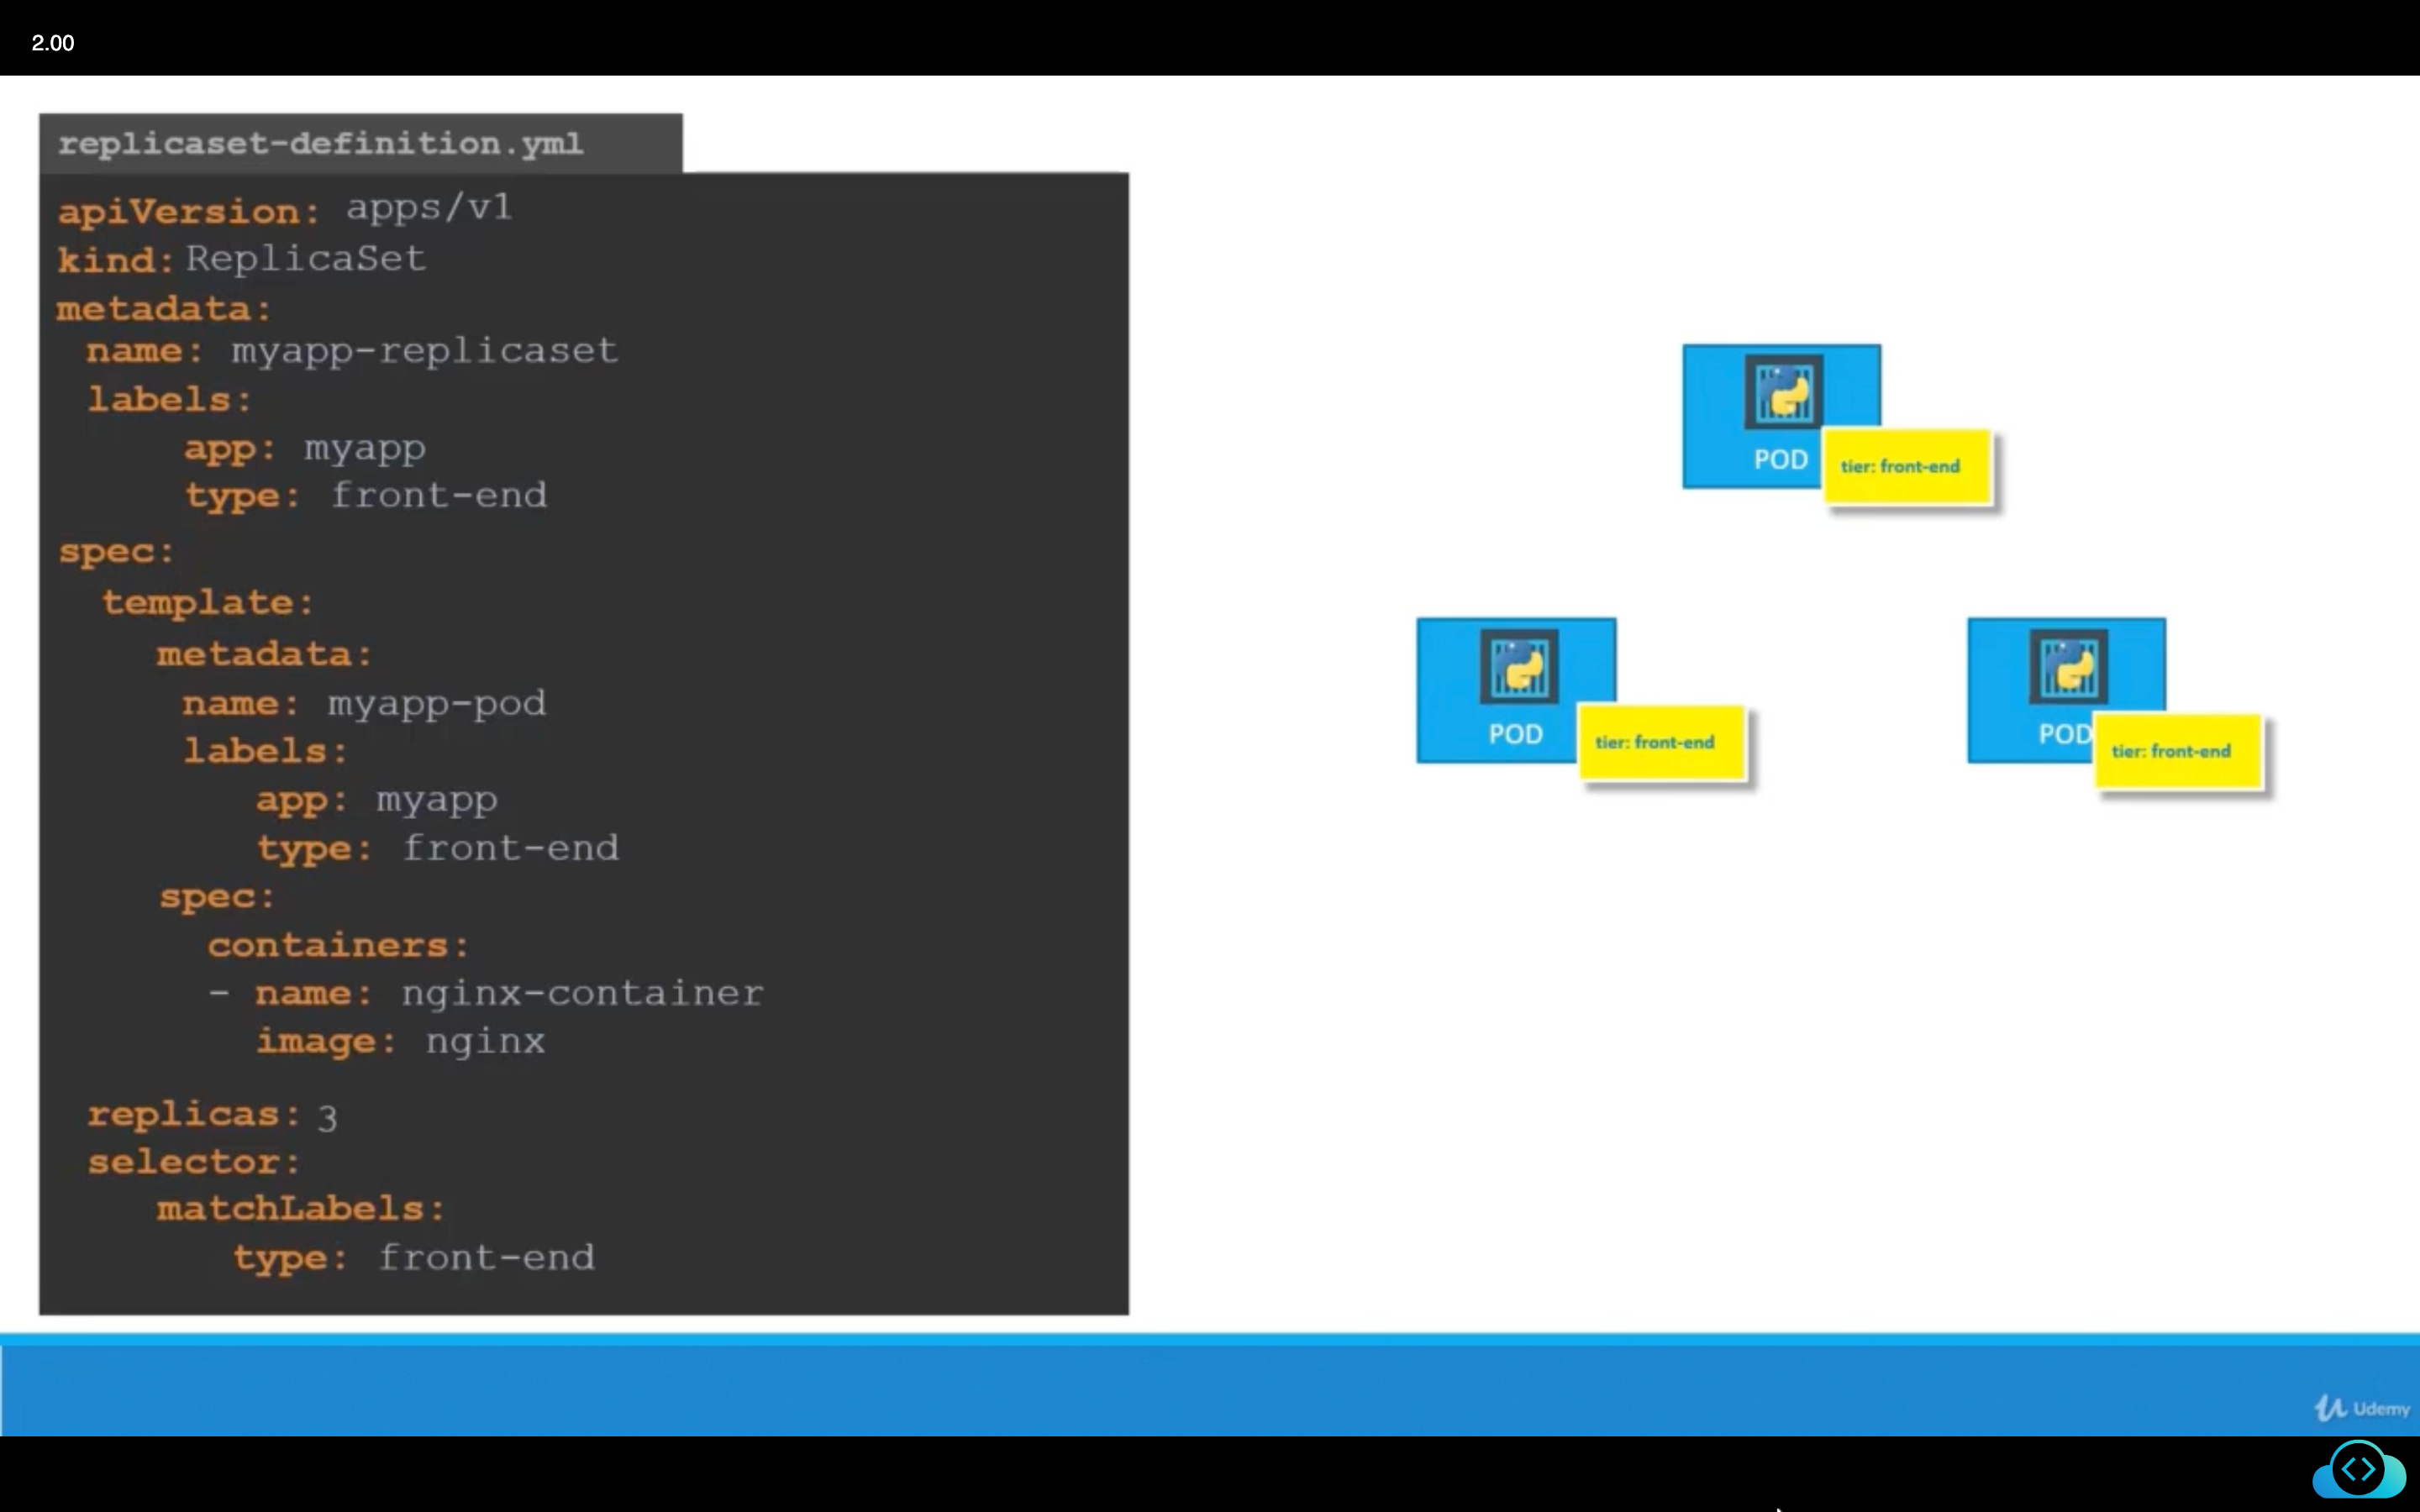 2.00
replicaset-definition.yml
apiVersion: apps/v1
kind: ReplicaSet
metadata:
name: myapp-replicaset
labels:
app: myapp
type: front-end
spec:
template:
metadata:
name: myapp-pod
labels:
app: myapp
type: front-end
spec:
containers:
- name: nginx-container
image: nginx
replicas: 3
selector:
matchLabels:
type: front-end
POD
tier: front-end
POD
tier: front-end
POD
tier: front-end
Udemy